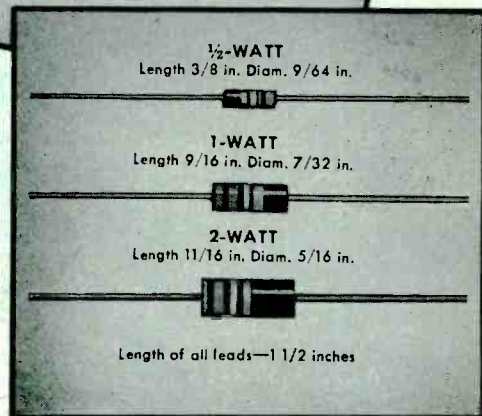 ½-WATT
Length 3/8 in. Diam. 9/64 in.
1-WATT
Length 9/16 in. Diam. 7/32 in.
2-WATT
Length 11/16 in. Diam. 5/16 in.
Length of all leads—1 1/2 inches